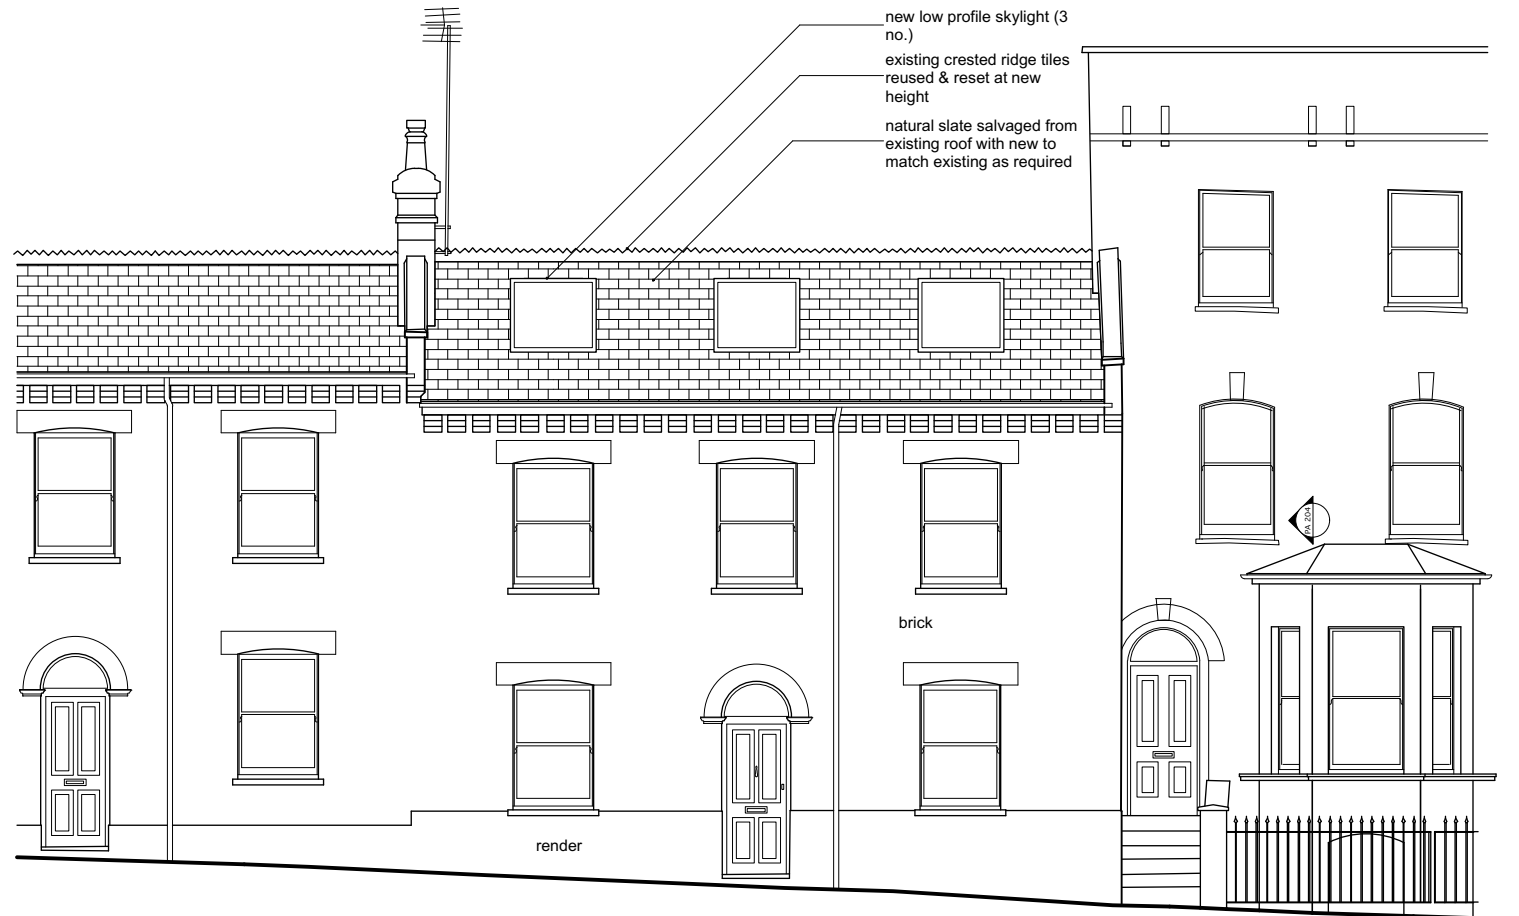 new low profile skylight (3
no.)
existing crested ridge tiles
reused & reset at new
height
natural slate salvaged from
existing roof with new to
match existing as required
PA 204
brick
render